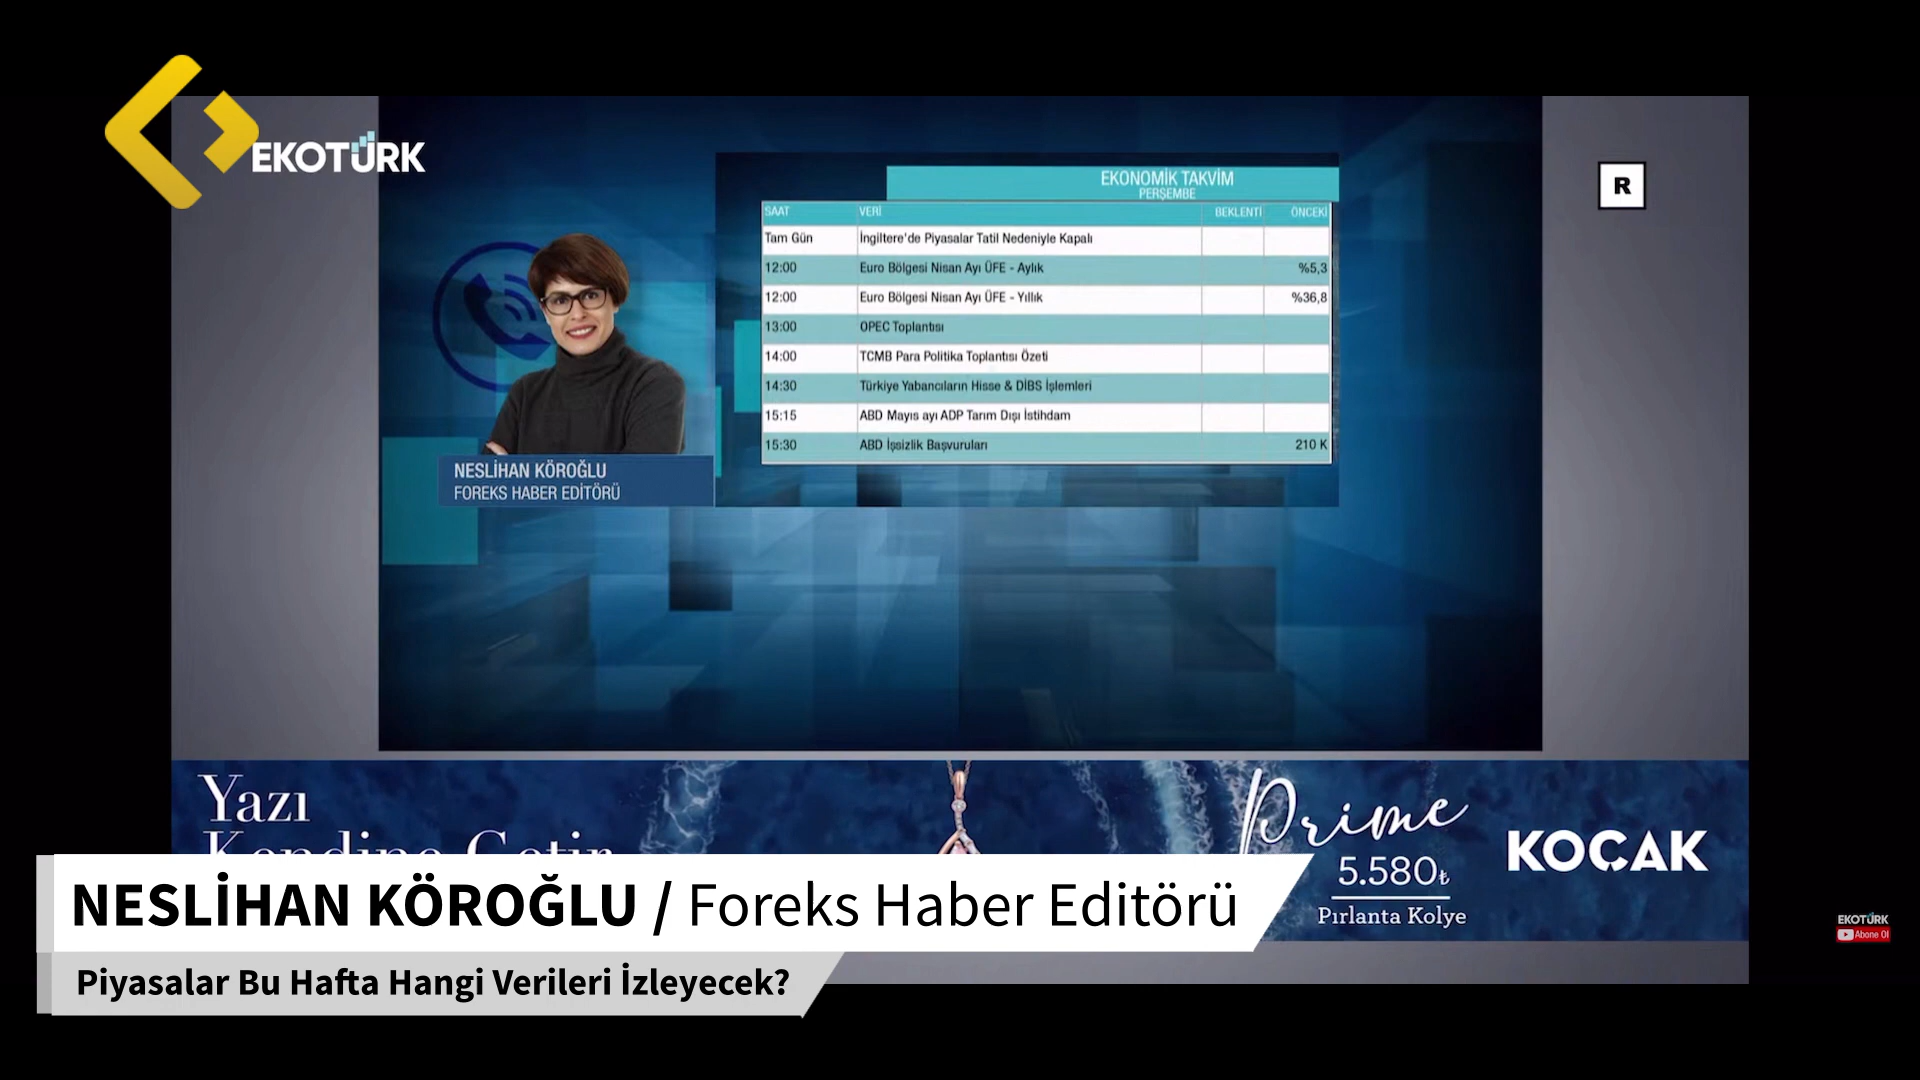 EKOTÜRK
R
EKONOMİK TAKVİM
PERŞEMBE
SAAT VERİ BEKLENTİ ÖNCEKİ
Tam Gün İngiltere'de Piyasalar Tatil Nedeniyle Kapalı
12:00 Euro Bölgesi Nisan Ayı ÜFE - Aylık %5,3
12:00 Euro Bölgesi Nisan Ayı ÜFE - Yıllık %36,8
13:00 OPEC Toplantısı
14:00 TCMB Para Politika Toplantısı Özeti
14:30 Türkiye Yabancıların Hisse & DİBS İşlemleri
15:15 ABD Mayıs ayı ADP Tarım Dışı İstihdam
15:30 ABD İşsizlik Başvuruları 210 K
NESLİHAN KÖROĞLU
FOREKS HABER EDİTÖRÜ
Yazı
Kendine Getir
Prime
5.580₺
Pırlanta Kolye
KOÇAK
NESLİHAN KÖROĞLU / Foreks Haber Editörü
Piyasalar Bu Hafta Hangi Verileri İzleyecek?
EKOTÜRK
Abone Ol